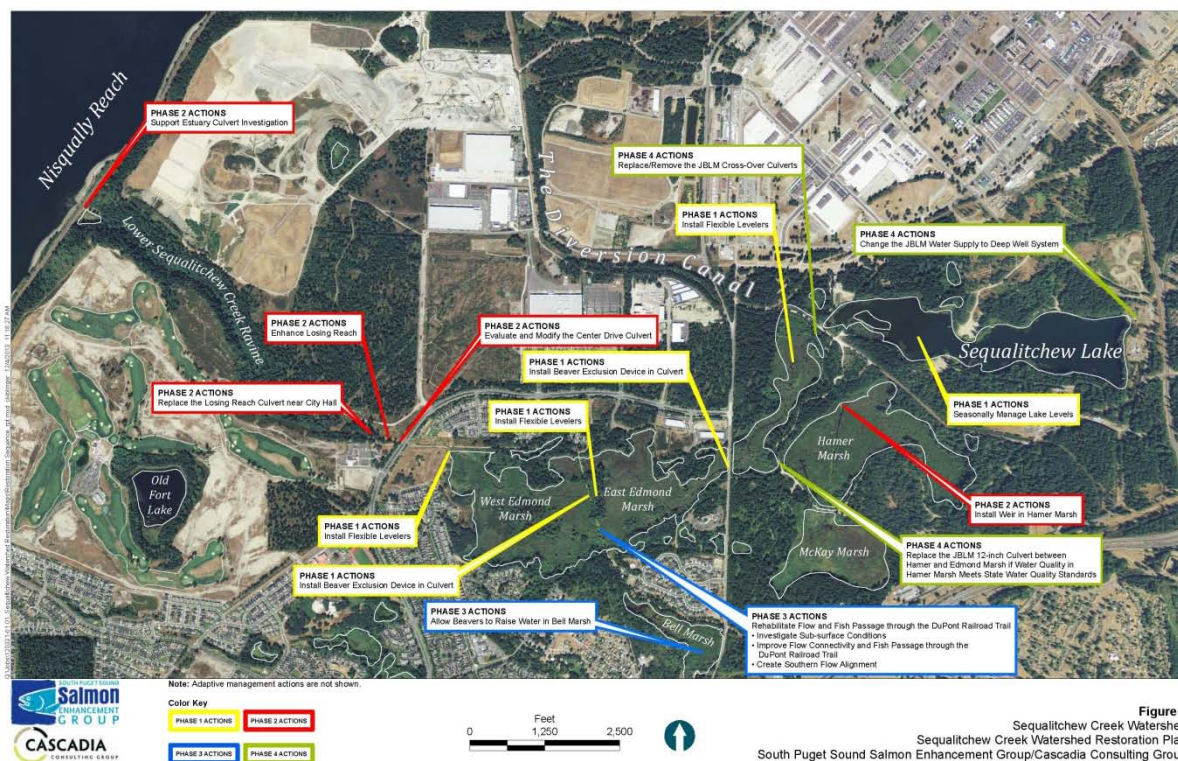 Nisqually Reach
PHASE 2 ACTIONS
Support Estuary Culvert Investigation
Lower Sequalitchew Creek Ravine
The Diversion Canal
PHASE 4 ACTIONS
Replace/Remove the JBLM Cross-Over Culverts
PHASE 1 ACTIONS
Install Flexible Levelers
PHASE 4 ACTIONS
Change the JBLM Water Supply to Deep Well System
PHASE 2 ACTIONS
Enhance Losing Reach
PHASE 2 ACTIONS
Evaluate and Modify the Center Drive Culvert
PHASE 1 ACTIONS
Install Beaver Exclusion Device in Culvert
Sequalitchew Lake
PHASE 2 ACTIONS
Replace the Losing Reach Culvert near City Hall
PHASE 1 ACTIONS
Install Flexible Levelers
PHASE 1 ACTIONS
Seasonally Manage Lake Levels
Hamer
Marsh
Old
Fort
Lake
West Edmond
Marsh
East Edmond
Marsh
PHASE 2 ACTIONS
Install Weir in Hamer Marsh
PHASE 1 ACTIONS
Install Flexible Levelers
McKay Marsh
PHASE 4 ACTIONS
Replace the JBLM 12-inch Culvert between
Hamer and Edmond Marsh if Water Quality in
Hamer Marsh Meets State Water Quality Standards
PHASE 1 ACTIONS
Install Beaver Exclusion Device in Culvert
PHASE 3 ACTIONS
Allow Beavers to Raise Water in Bell Marsh
Bell Marsh
PHASE 3 ACTIONS
Rehabilitate Flow and Fish Passage through the DuPont Railroad Trail
• Investigate Sub-surface Conditions
• Improve Flow Connectivity and Fish Passage through the
DuPont Railroad Trail
• Create Southern Flow Alignment
SOUTH PUGET SOUND
Salmon
ENHANCEMENT
GROUP
CASCADIA
CONSULTING GROUP
Note: Adaptive management actions are not shown.
Color Key
PHASE 1 ACTIONS
PHASE 2 ACTIONS
PHASE 3 ACTIONS
PHASE 4 ACTIONS
Feet
0 1,250 2,500
Figure
Sequalitchew Creek Watershe
Sequalitchew Creek Watershed Restoration Pla
South Puget Sound Salmon Enhancement Group/Cascadia Consulting Grou